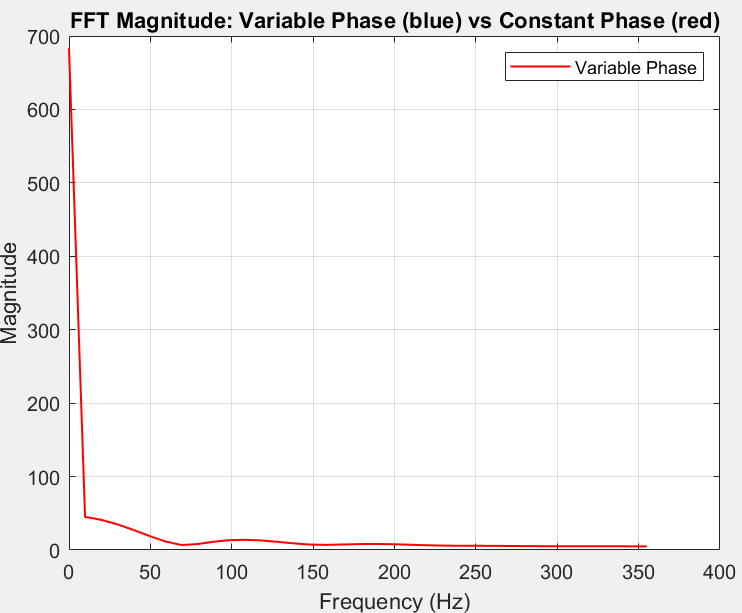 FFT Magnitude: Variable Phase (blue) vs Constant Phase (red)
Variable Phase
700
600
500
400
300
200
100
0
Magnitude
0 50 100 150 200 250 300 350 400
Frequency (Hz)